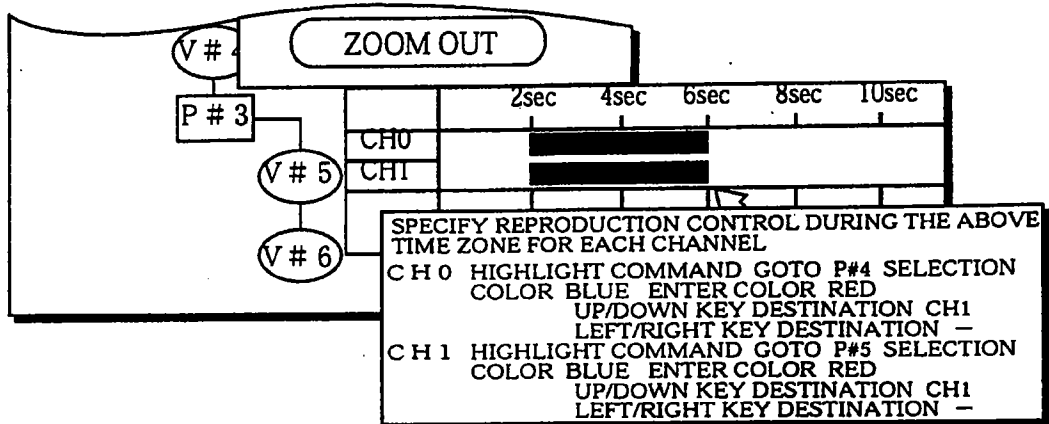 ZOOM OUT
V # 4
P # 3
V # 5
V # 6
2sec 4sec 6sec 8sec 10sec
CH0
CH1
SPECIFY REPRODUCTION CONTROL DURING THE ABOVE
TIME ZONE FOR EACH CHANNEL
CH0 HIGHLIGHT COMMAND GOTO P#4 SELECTION
COLOR BLUE ENTER COLOR RED
UP/DOWN KEY DESTINATION CH1
LEFT/RIGHT KEY DESTINATION —
CH1 HIGHLIGHT COMMAND GOTO P#5 SELECTION
COLOR BLUE ENTER COLOR RED
UP/DOWN KEY DESTINATION CH1
LEFT/RIGHT KEY DESTINATION —